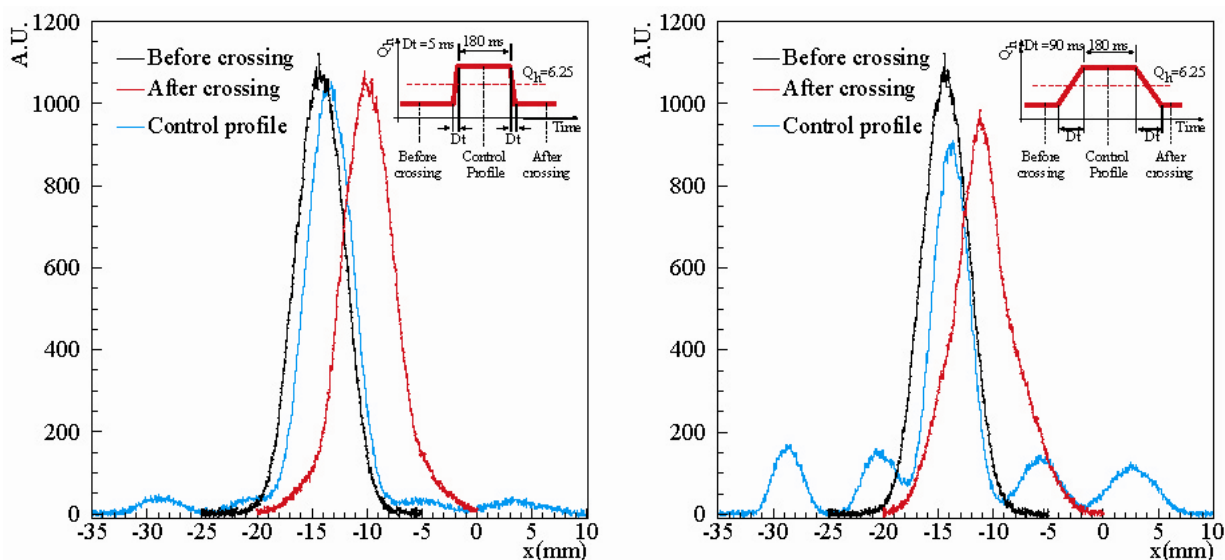 A.U.
1200
1000
800
600
400
200
0
Before crossing
After crossing
Control profile
Dt =5 ms
180 ms
Q_h=6.25
Time
Dt
Dt
Before
crossing
Control
Profile
After
crossing
-35 -30 -25 -20 -15 -10 -5 0 5 10
x(mm)
A.U.
1200
1000
800
600
400
200
0
Before crossing
After crossing
Control profile
Dt =90 ms
180 ms
Q_h=6.25
Time
Dt
Dt
Before
crossing
Control
Profile
After
crossing
-35 -30 -25 -20 -15 -10 -5 0 5 10
x(mm)